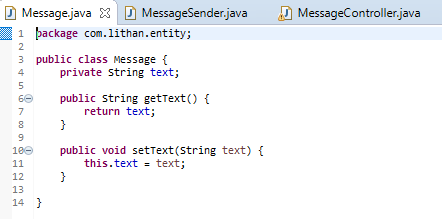 Message.java MessageSender.java MessageController.java
1 package com.lithan.entity;
2
3 public class Message {
4 private String text;
5
6 public String getText() {
7 return text;
8 }
9
10 public void setText(String text) {
11 this.text = text;
12 }
13
14 }